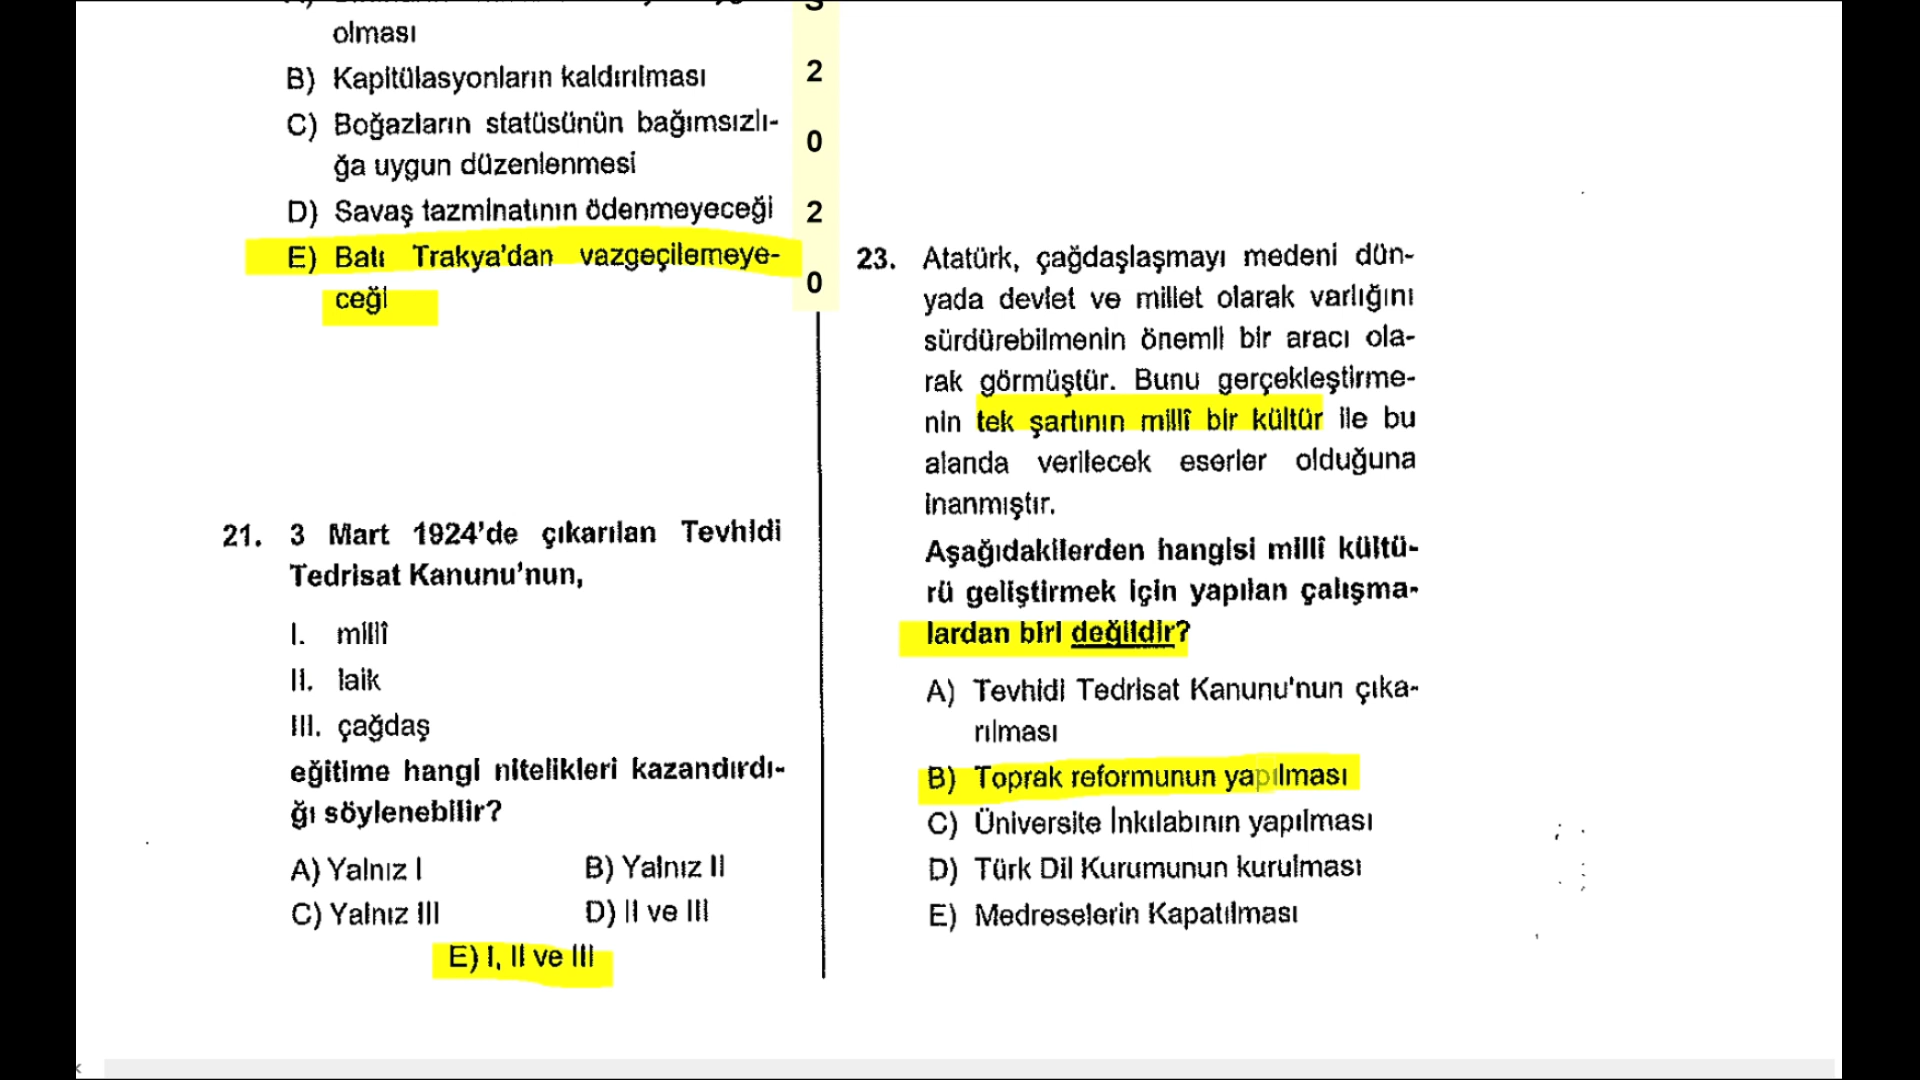 olması
B) Kapitülasyonların kaldırılması
C) Boğazların statüsünün bağımsızlı-
ğa uygun düzenlenmesi
D) Savaş tazminatının ödenmeyeceği
E) Batı Trakya'dan vazgeçilemeye-
ceği
21. 3 Mart 1924'de çıkarılan Tevhidi
Tedrisat Kanunu'nun,
I. millî
II. laik
III. çağdaş
eğitime hangi nitelikleri kazandırdı-
ğı söylenebilir?
A) Yalnız I B) Yalnız II
C) Yalnız III D) II ve III
E) I, II ve III
2
0
2
0
23. Atatürk, çağdaşlaşmayı medeni dün-
yada devlet ve millet olarak varlığını
sürdürebilmenin önemli bir aracı ola-
rak görmüştür. Bunu gerçekleştirme-
nin tek şartının millî bir kültür ile bu
alanda verilecek eserler olduğuna
inanmıştır.
Aşağıdakilerden hangisi millî kültü-
rü geliştirmek için yapılan çalışma-
lardan biri değildir?
A) Tevhidi Tedrisat Kanunu'nun çıka-
rılması
B) Toprak reformunun yapılması
C) Üniversite İnkılabının yapılması
D) Türk Dil Kurumunun kurulması
E) Medreselerin Kapatılması